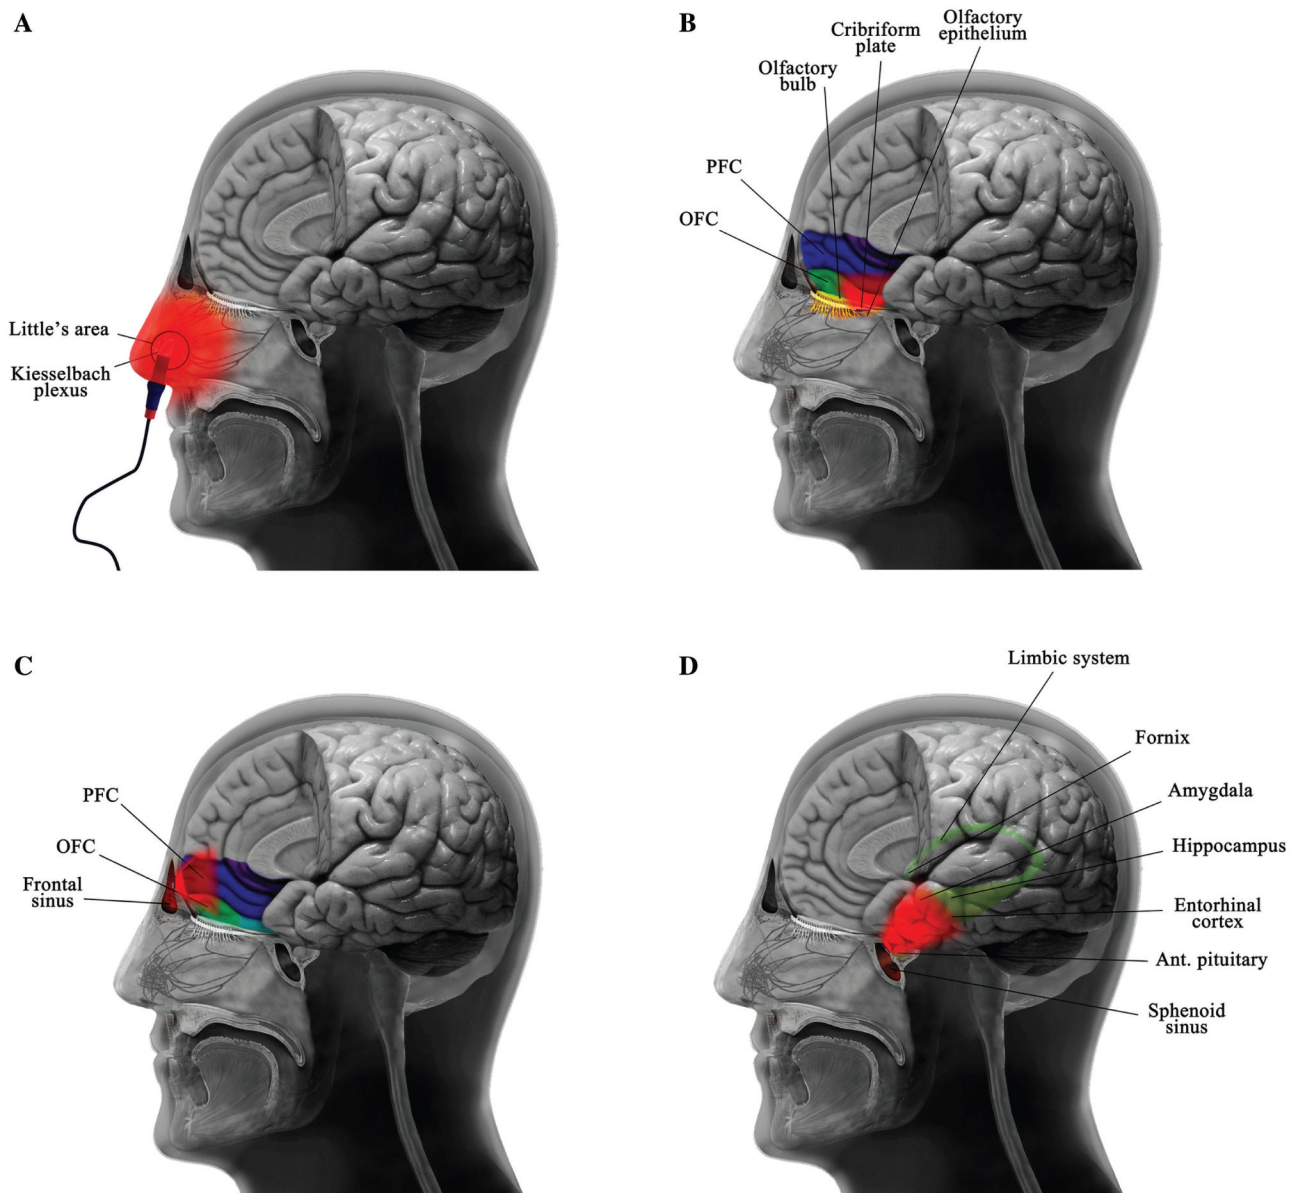 A
Little’s area
Kiesselbach
plexus
B
Olfactory
epithelium
Cribriform
plate
Olfactory
bulb
PFC
OFC
C
PFC
OFC
Frontal
sinus
D
Limbic system
Fornix
Amygdala
Hippocampus
Entorhinal
cortex
Ant. pituitary
Sphenoid
sinus